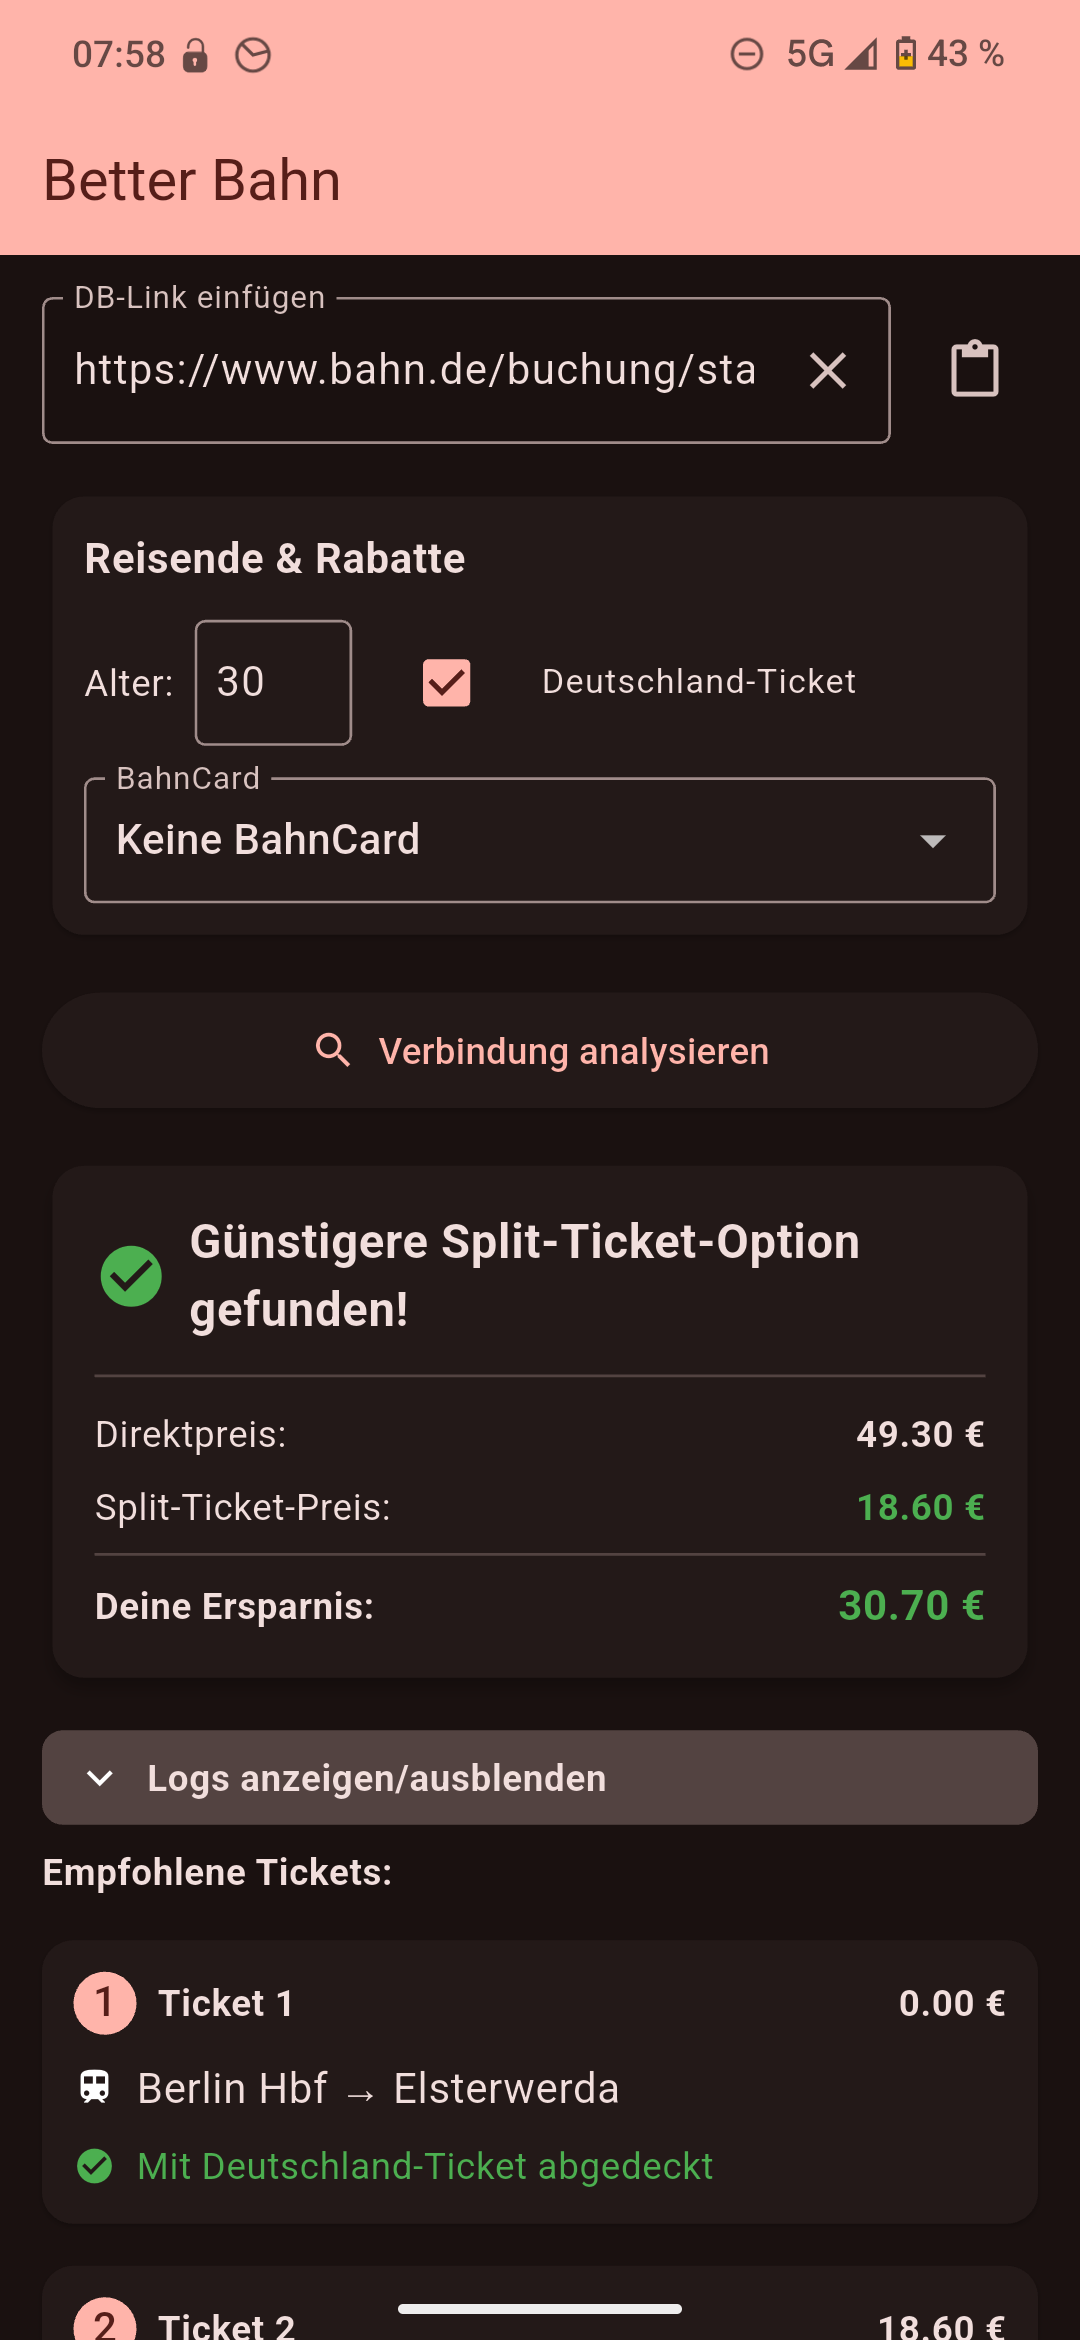 07:58
5G 43 %
Better Bahn
DB-Link einfügen
https://www.bahn.de/buchung/sta
Reisende & Rabatte
Alter: 30 Deutschland-Ticket
BahnCard
Keine BahnCard
Verbindung analysieren
Günstigere Split-Ticket-Option
gefunden!
Direktpreis: 49.30 €
Split-Ticket-Preis: 18.60 €
Deine Ersparnis: 30.70 €
Logs anzeigen/ausblenden
Empfohlene Tickets:
1 Ticket 1 0.00 €
Berlin Hbf → Elsterwerda
Mit Deutschland-Ticket abgedeckt
2 Ticket 2 18.60 €